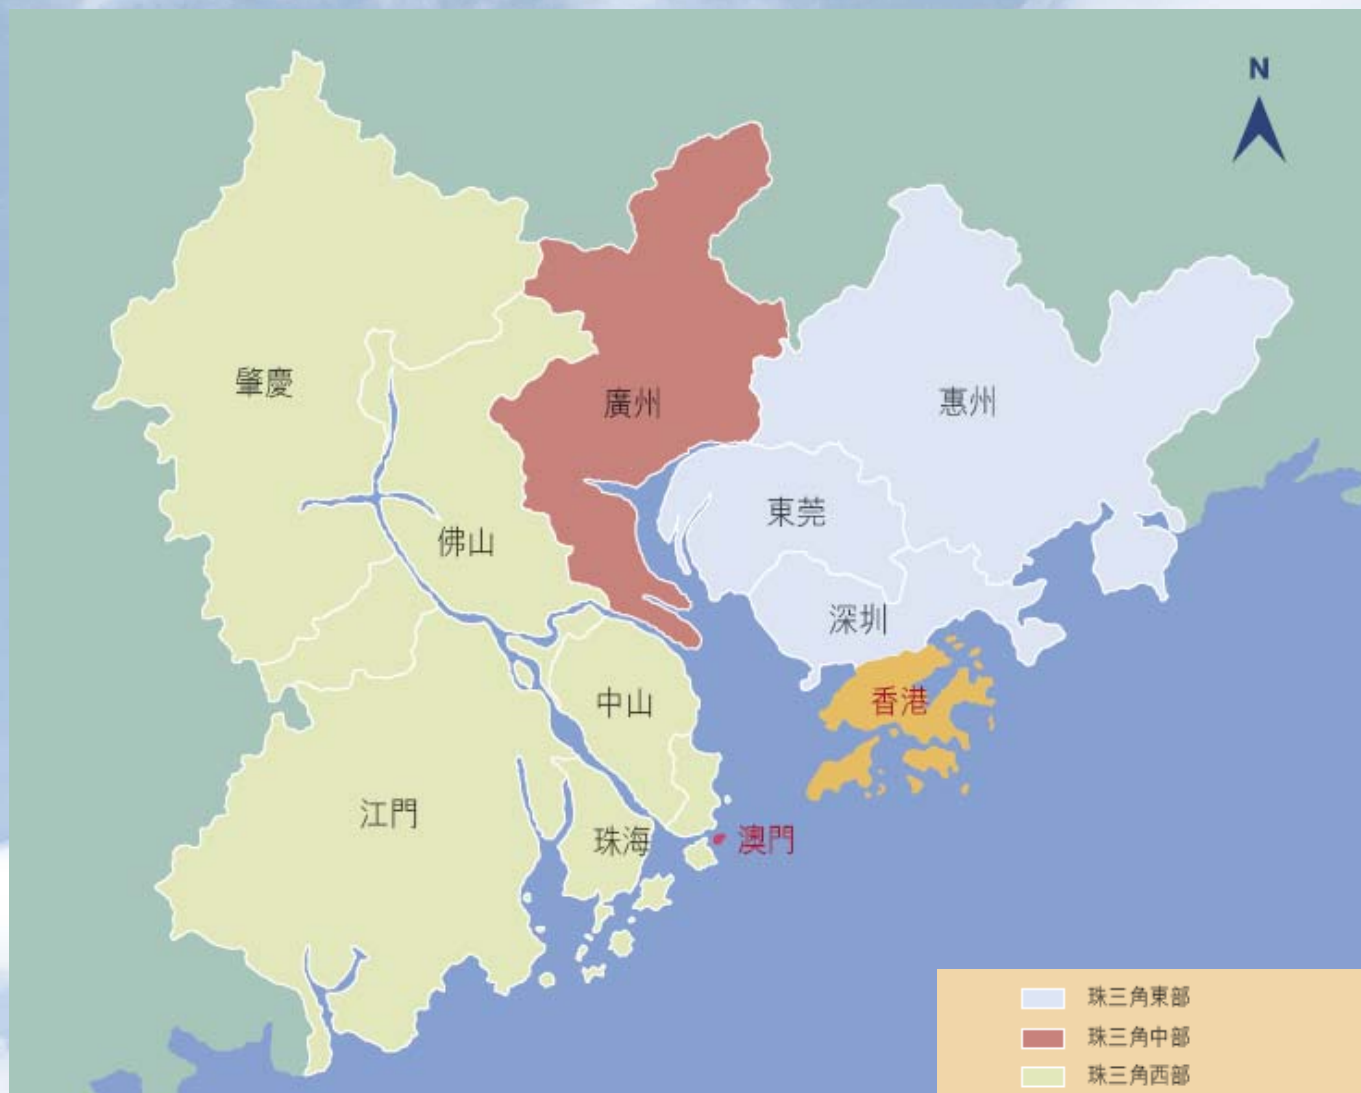 N
肇慶
廣州
惠州
東莞
佛山
深圳
中山
香港
江門
珠海
澳門
珠三角東部
珠三角中部
珠三角西部